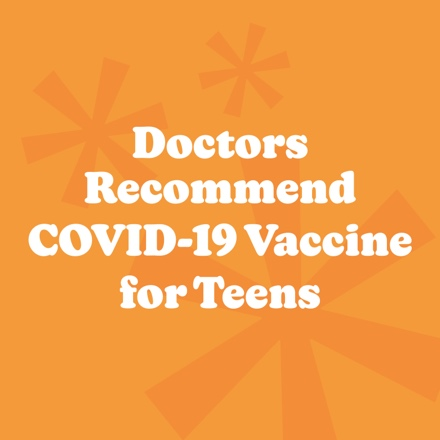 Doctors
Recommend
COVID-19 Vaccine
for Teens